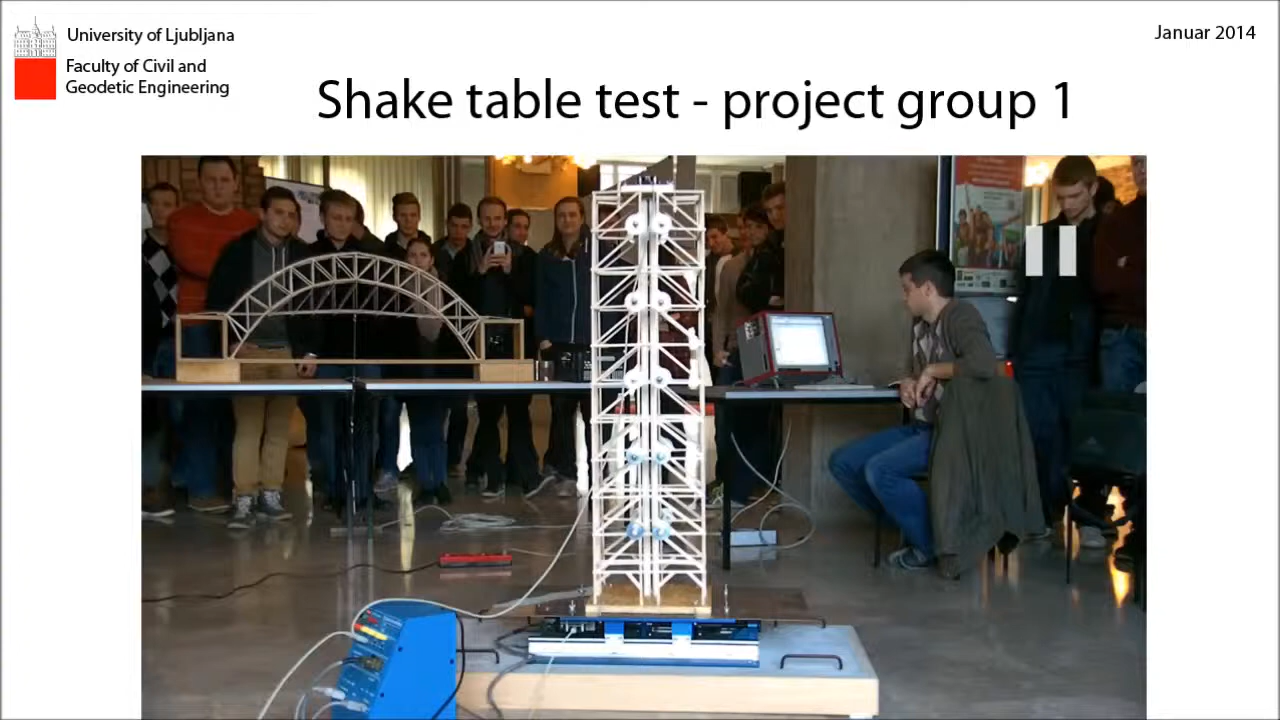 University of Ljubljana
Faculty of Civil and
Geodetic Engineering
Januar 2014
Shake table test - project group 1